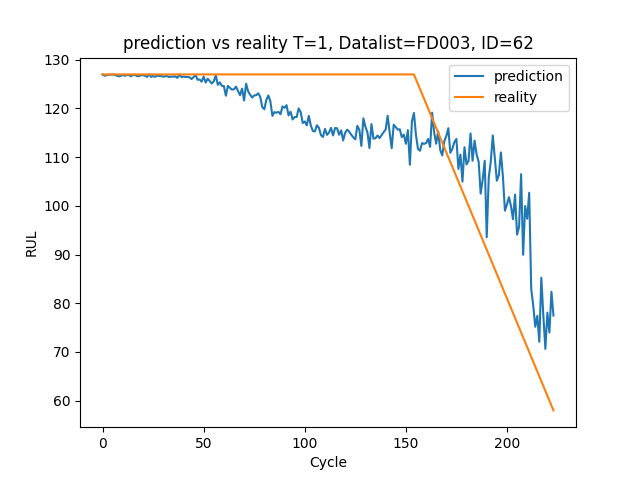 prediction vs reality T=1, Datalist=FD003, ID=62
130
120
110
100
90
80
70
60
RUL
prediction
reality
0
50
100
150
200
Cycle